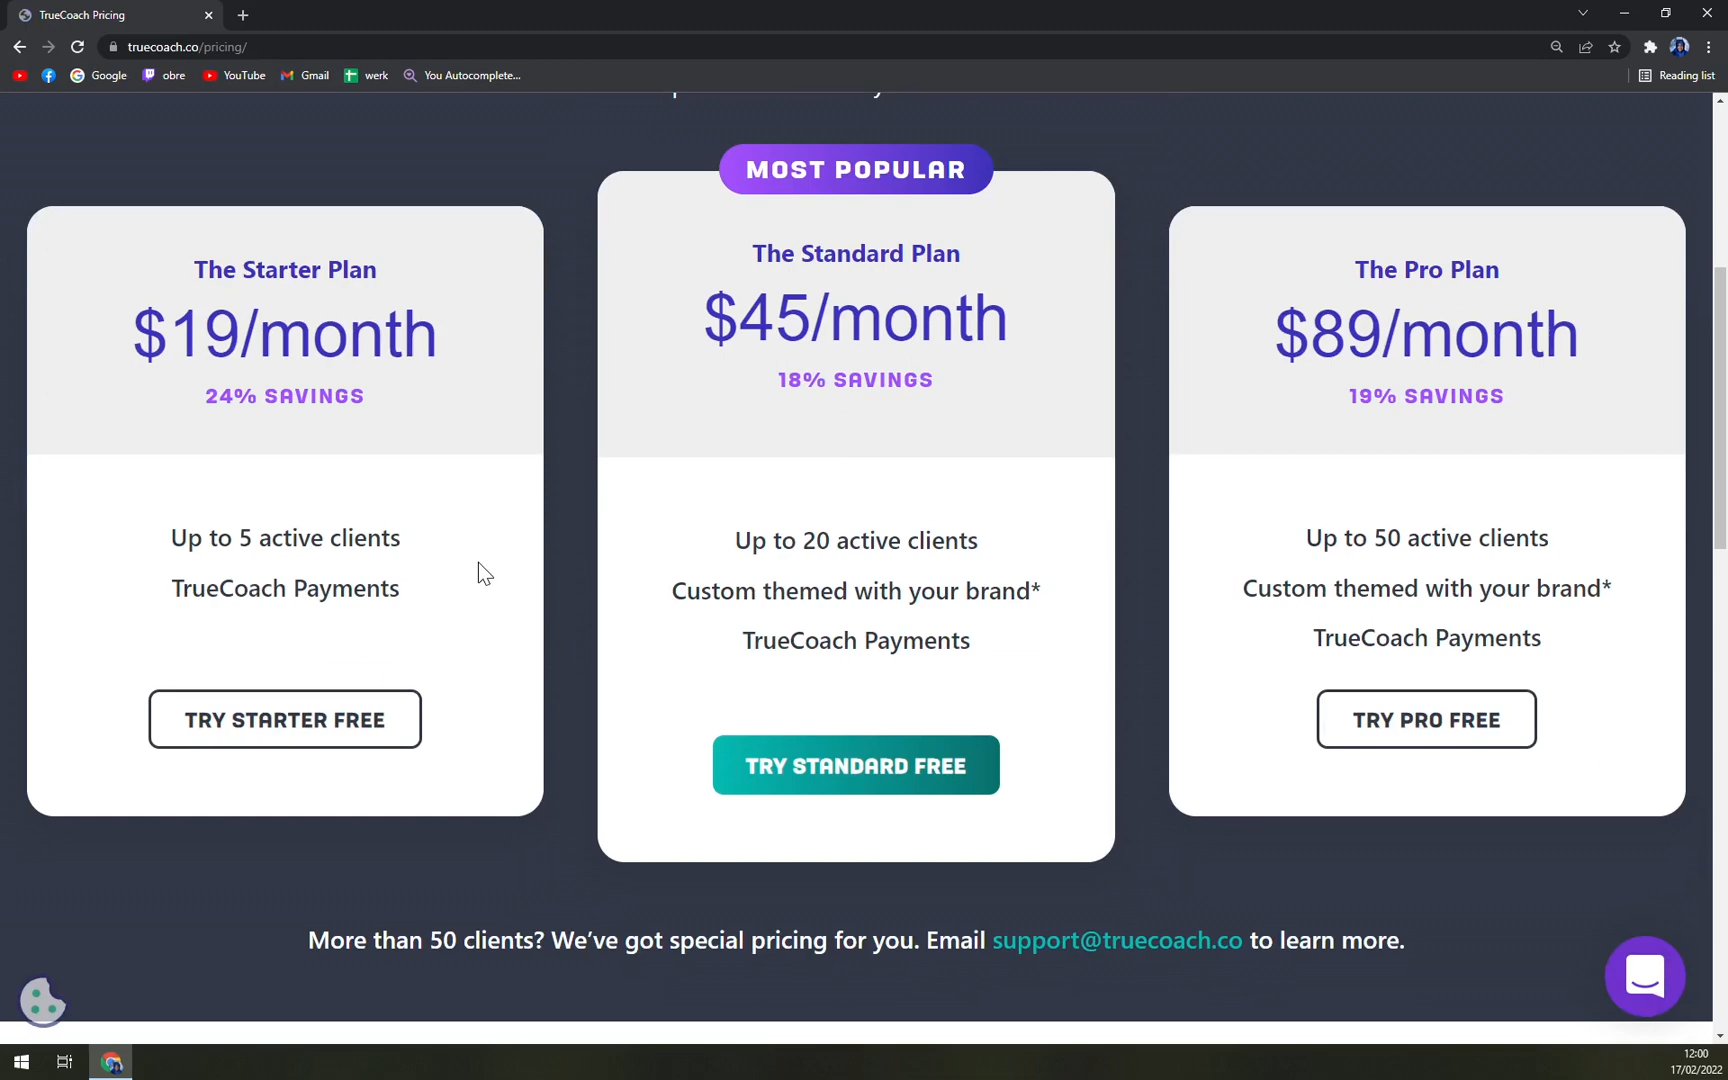 TrueCoach Pricing
truecoach.co/pricing/
Google
obre
YouTube
Gmail
werk
You Autocomplete...
Reading list
MOST POPULAR
The Starter Plan
$19/month
24% SAVINGS
Up to 5 active clients
TrueCoach Payments
TRY STARTER FREE
The Standard Plan
$45/month
18% SAVINGS
Up to 20 active clients
Custom themed with your brand*
TrueCoach Payments
TRY STANDARD FREE
The Pro Plan
$89/month
19% SAVINGS
Up to 50 active clients
Custom themed with your brand*
TrueCoach Payments
TRY PRO FREE
More than 50 clients? We’ve got special pricing for you. Email support@truecoach.co to learn more.
12:00
17/02/2022